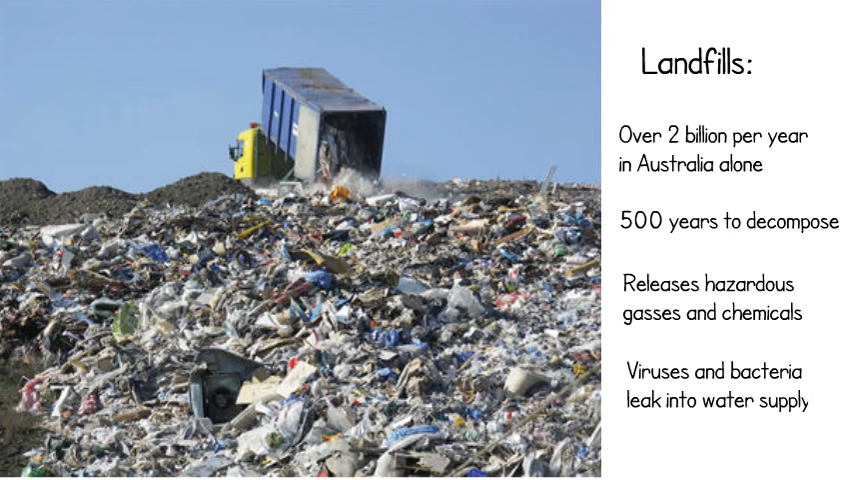 Landfills:
Over 2 billion per year
in Australia alone
500 years to decompose
Releases hazardous
gasses and chemicals
Viruses and bacteria
leak into water supply